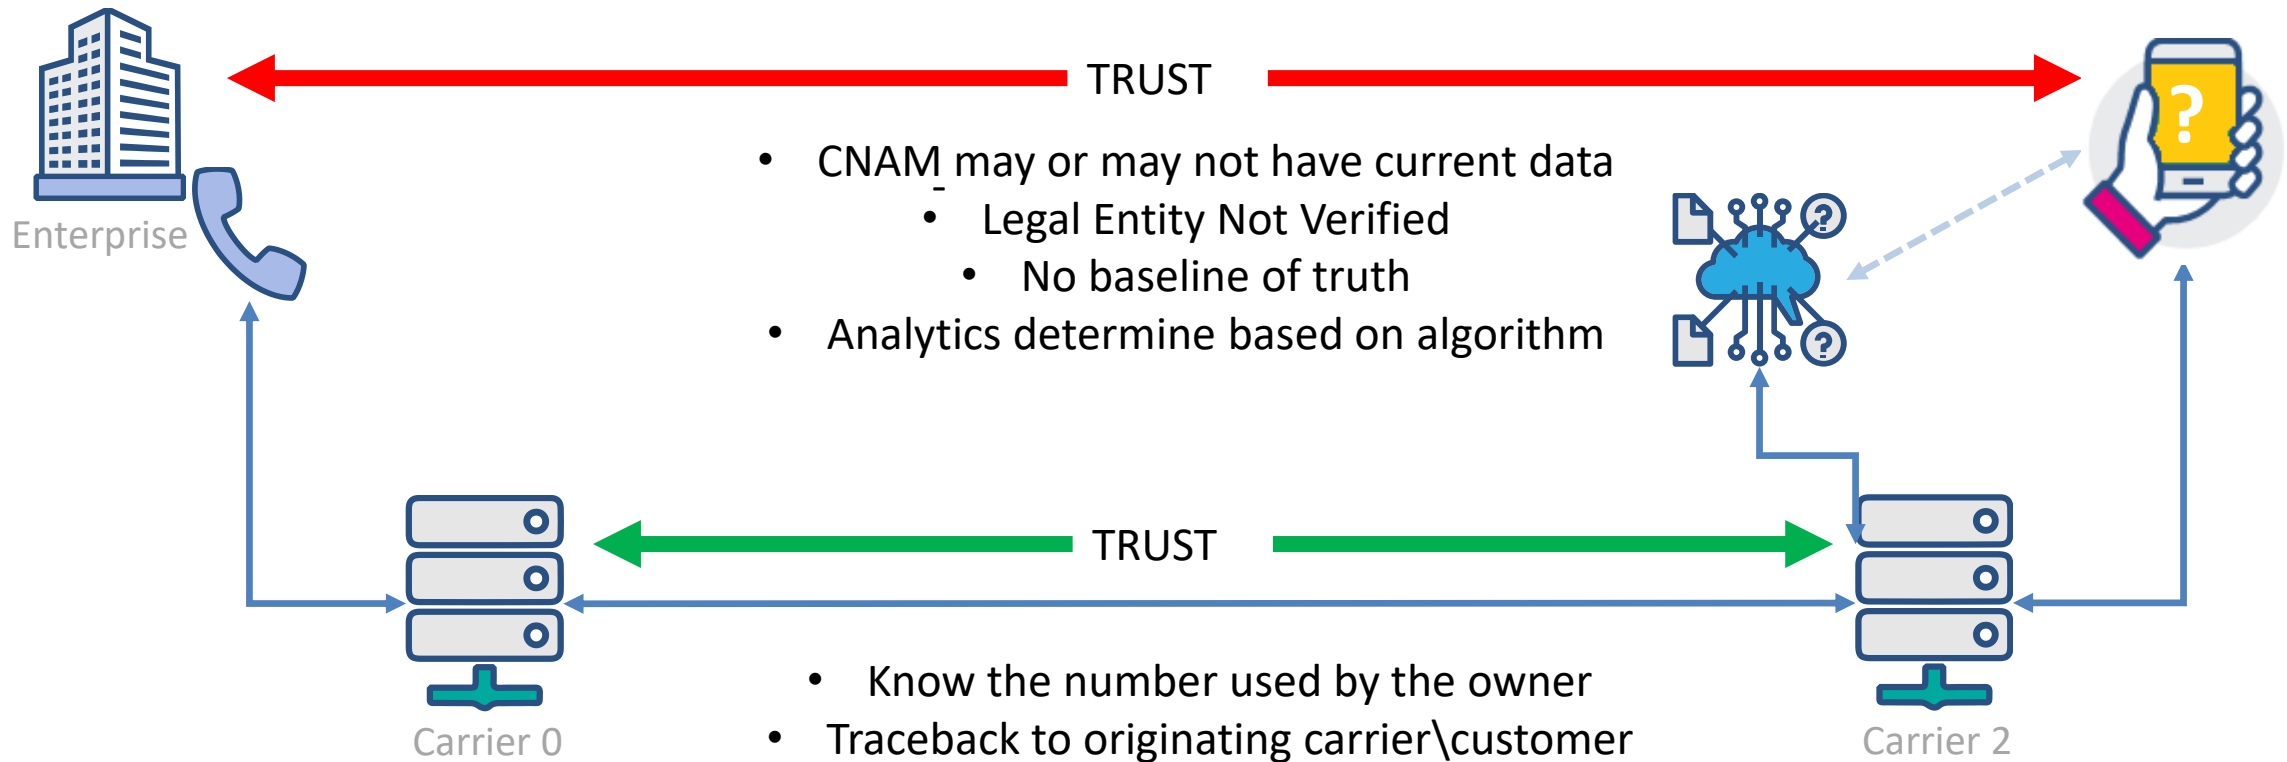 TRUST
?
• CNAM may or may not have current data
• Legal Entity Not Verified
• No baseline of truth
• Analytics determine based on algorithm
?
?
Enterprise
TRUST
• Know the number used by the owner
• Traceback to originating carrier\customer
Carrier 0
Carrier 2